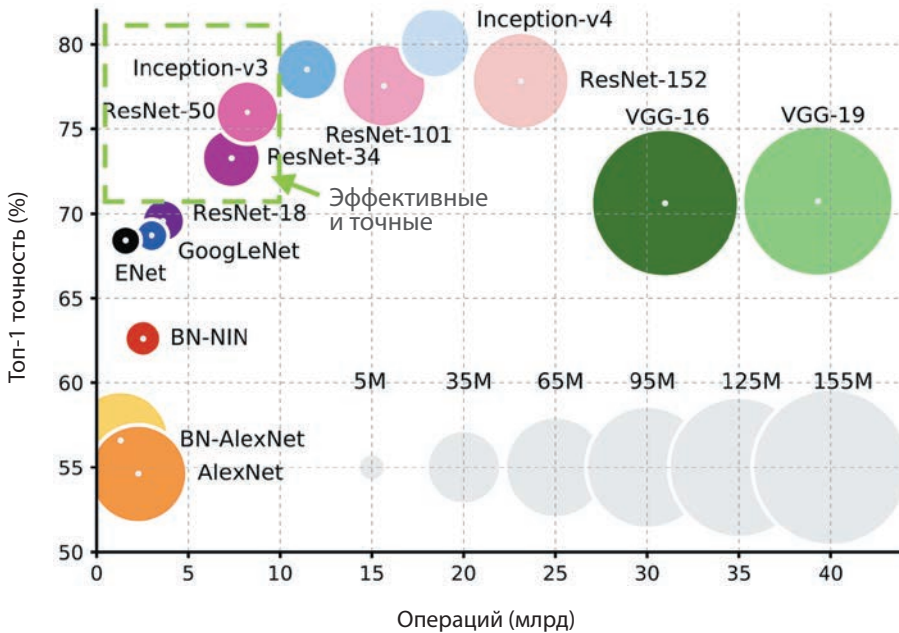 Топ-1 точность (%)
80
75
70
65
60
55
50
Inception-v4
Inception-v3
ResNet-152
ResNet-50
VGG-16
VGG-19
ResNet-101
ResNet-34
Эффективные
и точные
ResNet-18
GoogLeNet
ENet
BN-NIN
5M 35M 65M 95M 125M 155M
BN-AlexNet
AlexNet
0 5 10 15 20 25 30 35 40
Операций (млрд)